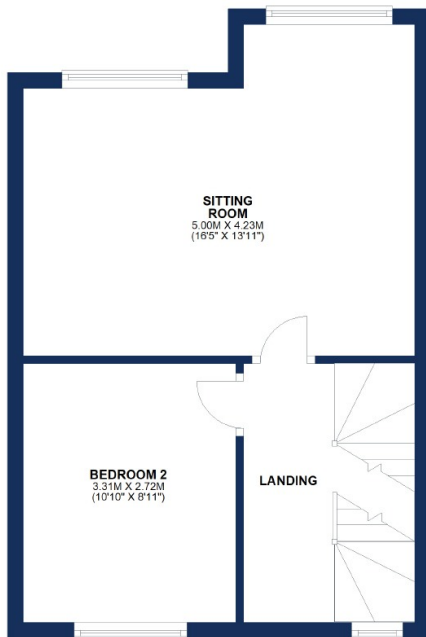 SITTING
ROOM
5.00M X 4.23M
(16'5" X 13'11")
BEDROOM 2
3.31M X 2.72M
(10'10" X 8'11")
LANDING